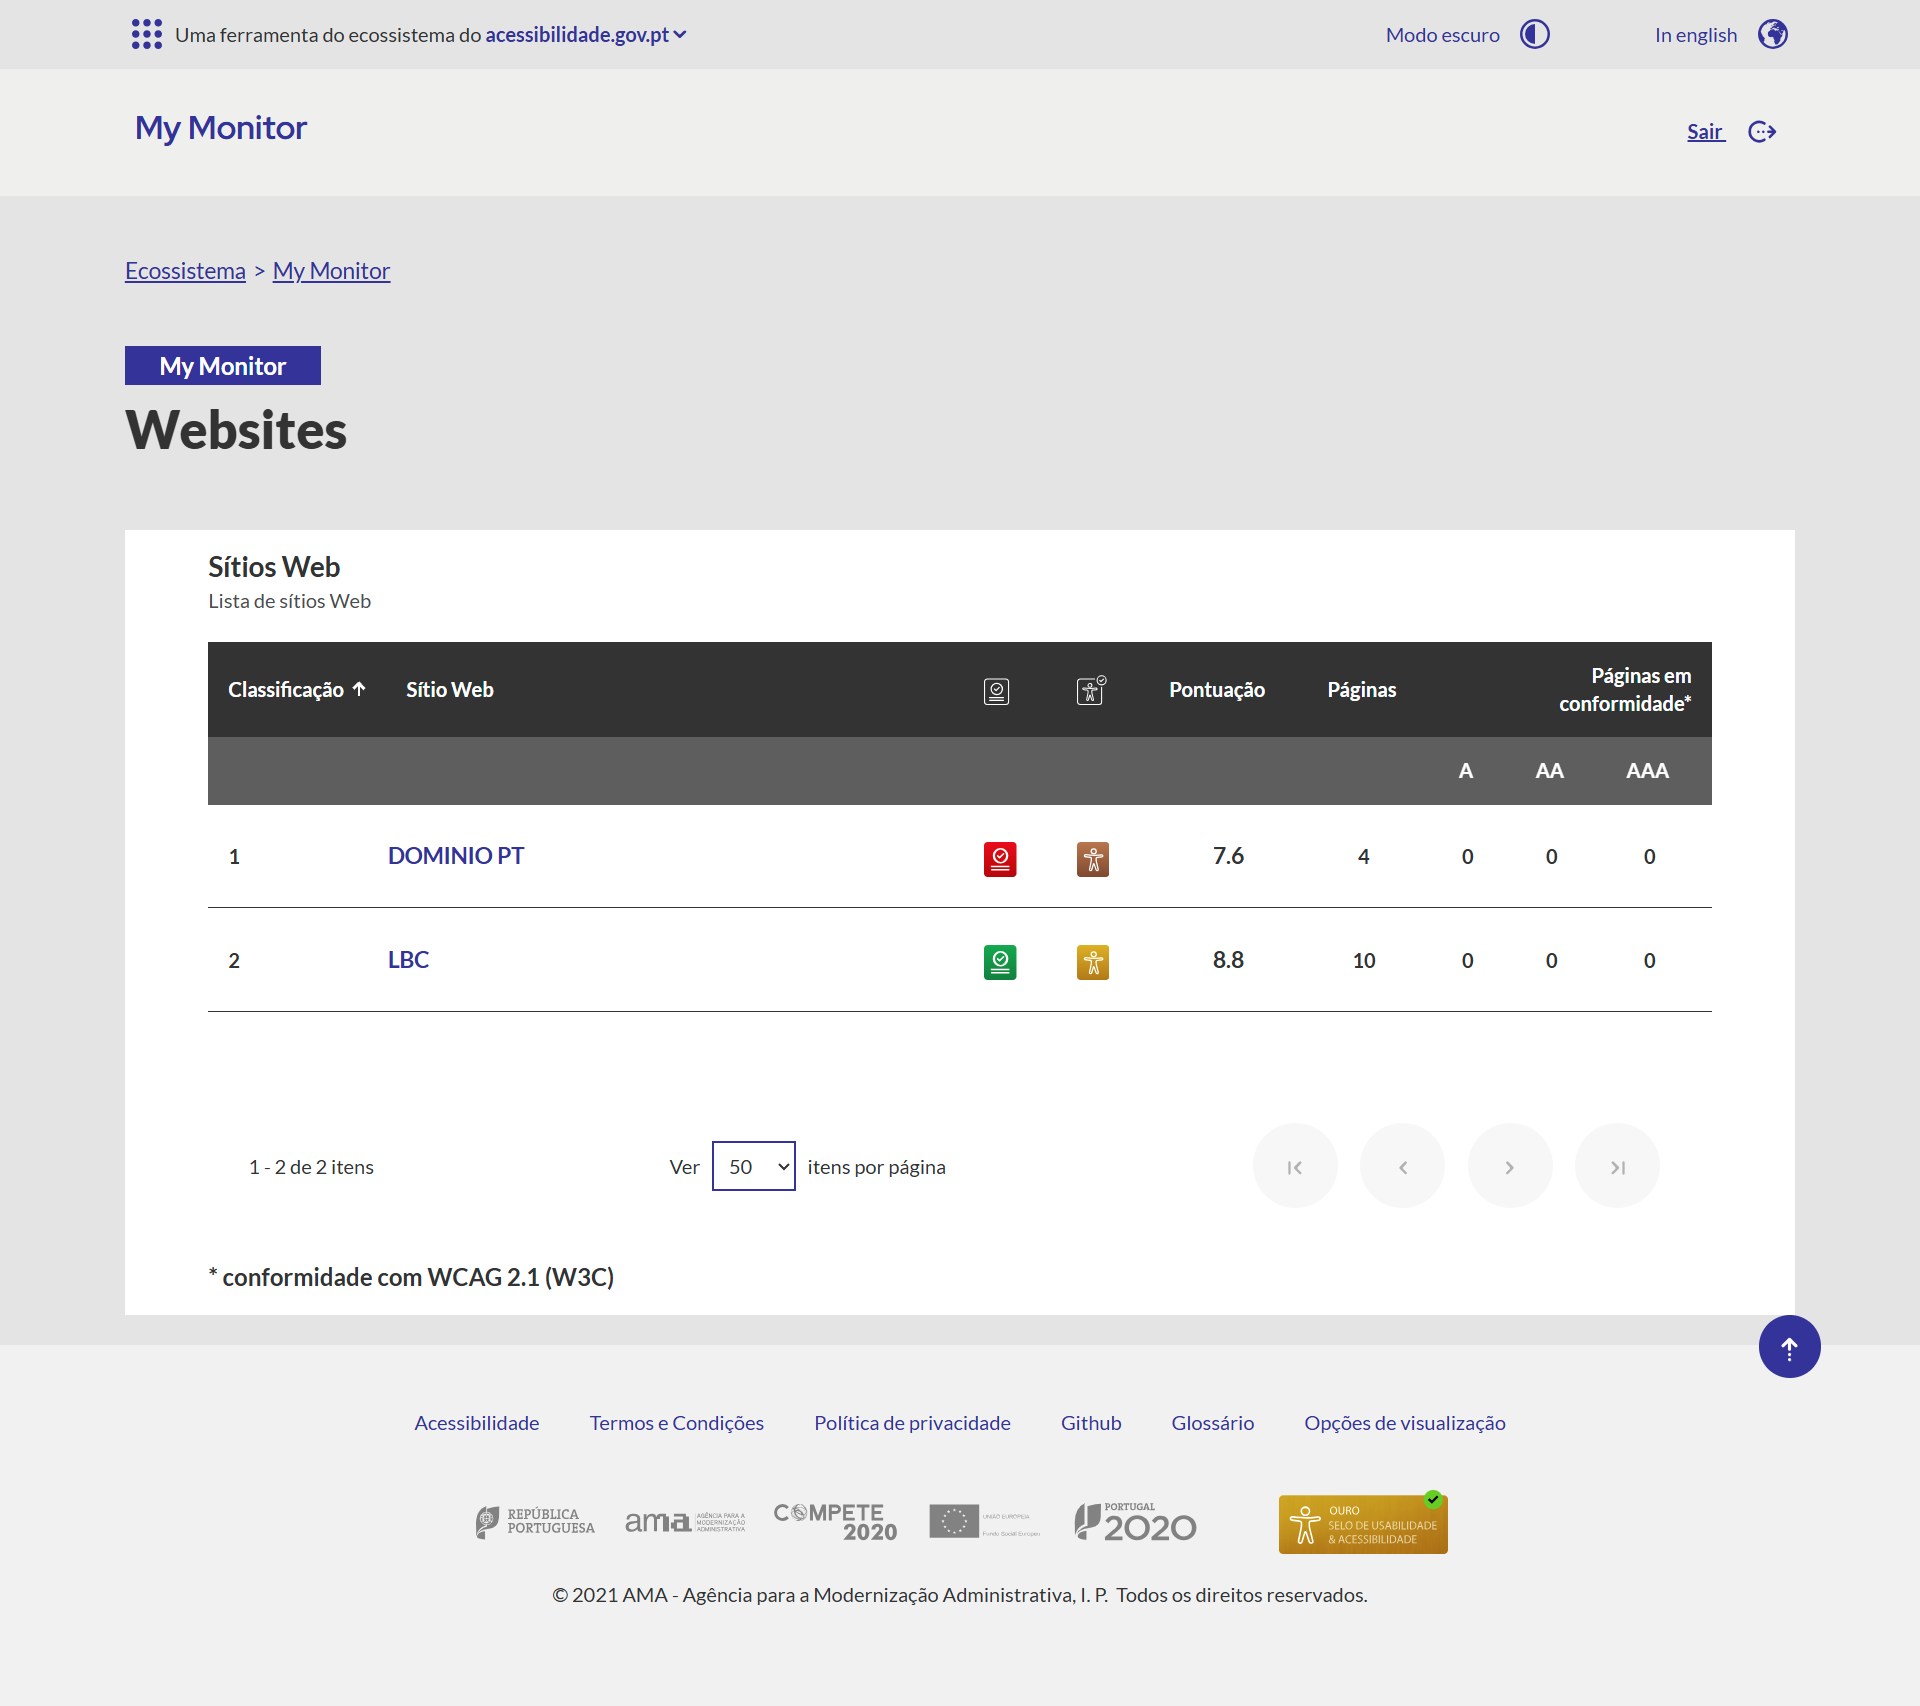 Uma ferramenta do ecosistema do acessibilidade.gov.pt
Modo escuro
In english
My Monitor
Sair
Ecossistema > My Monitor
My Monitor
Websites
Sítios Web
Lista de sítios Web
Classificação Sítio Web Pontuação Páginas Páginas em conformidade*
A AA AAA
1 DOMINIO PT 7.6 4 0 0 0
2 LBC 8.8 10 0 0 0
1 - 2 de 2 itens
Ver 50 itens por página
* conformidade com WCAG 2.1 (W3C)
Acessibilidade Termos e Condições Política de privacidade Github Glossário Opções de visualização
REPÚBLICA
PORTUGUESA
ama
AGÊNCIA PARA A
MODERNIZAÇÃO
ADMINISTRATIVA
COMPETE
2020
UNIÃO EUROPEIA
Fundo Social Europeu
PORTUGAL
2020
OURO
SELO DE USABILIDADE
& ACESSIBILIDADE
© 2021 AMA - Agência para a Modernização Administrativa, I. P. Todos os direitos reservados.